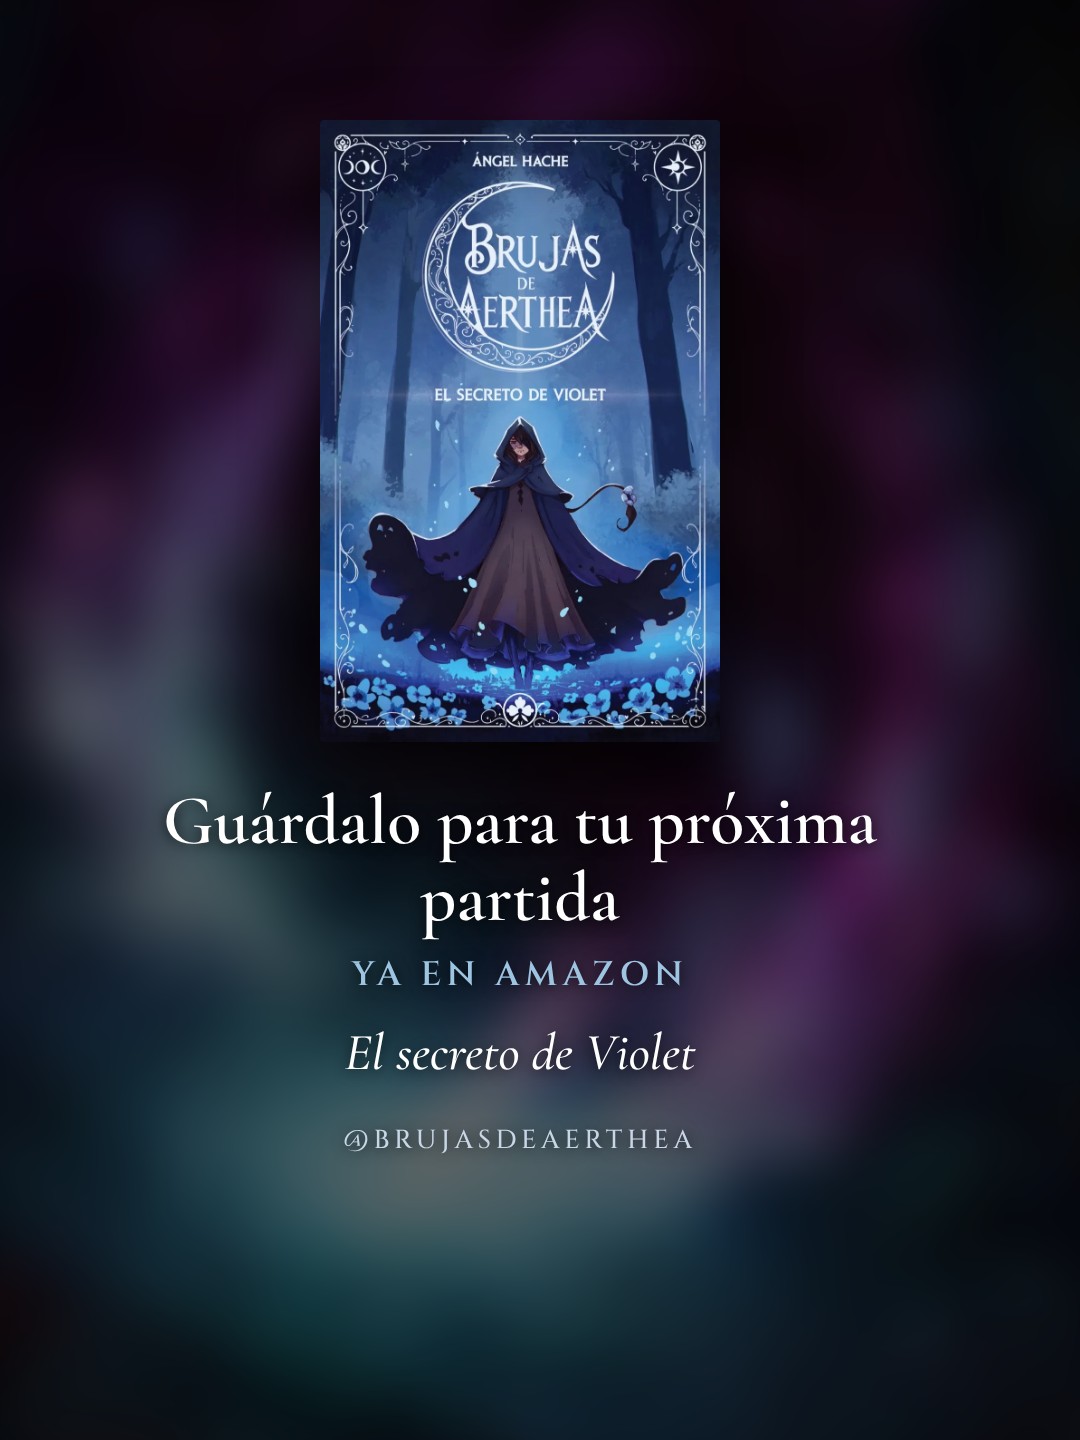 ÁNGEL HACHE
BRUJAS
DE
AERTHEA
EL SECRETO DE VIOLET
Guárdalo para tu próxima
partida
YA EN AMAZON
El secreto de Violet
@BRUJASDEAERTHEA